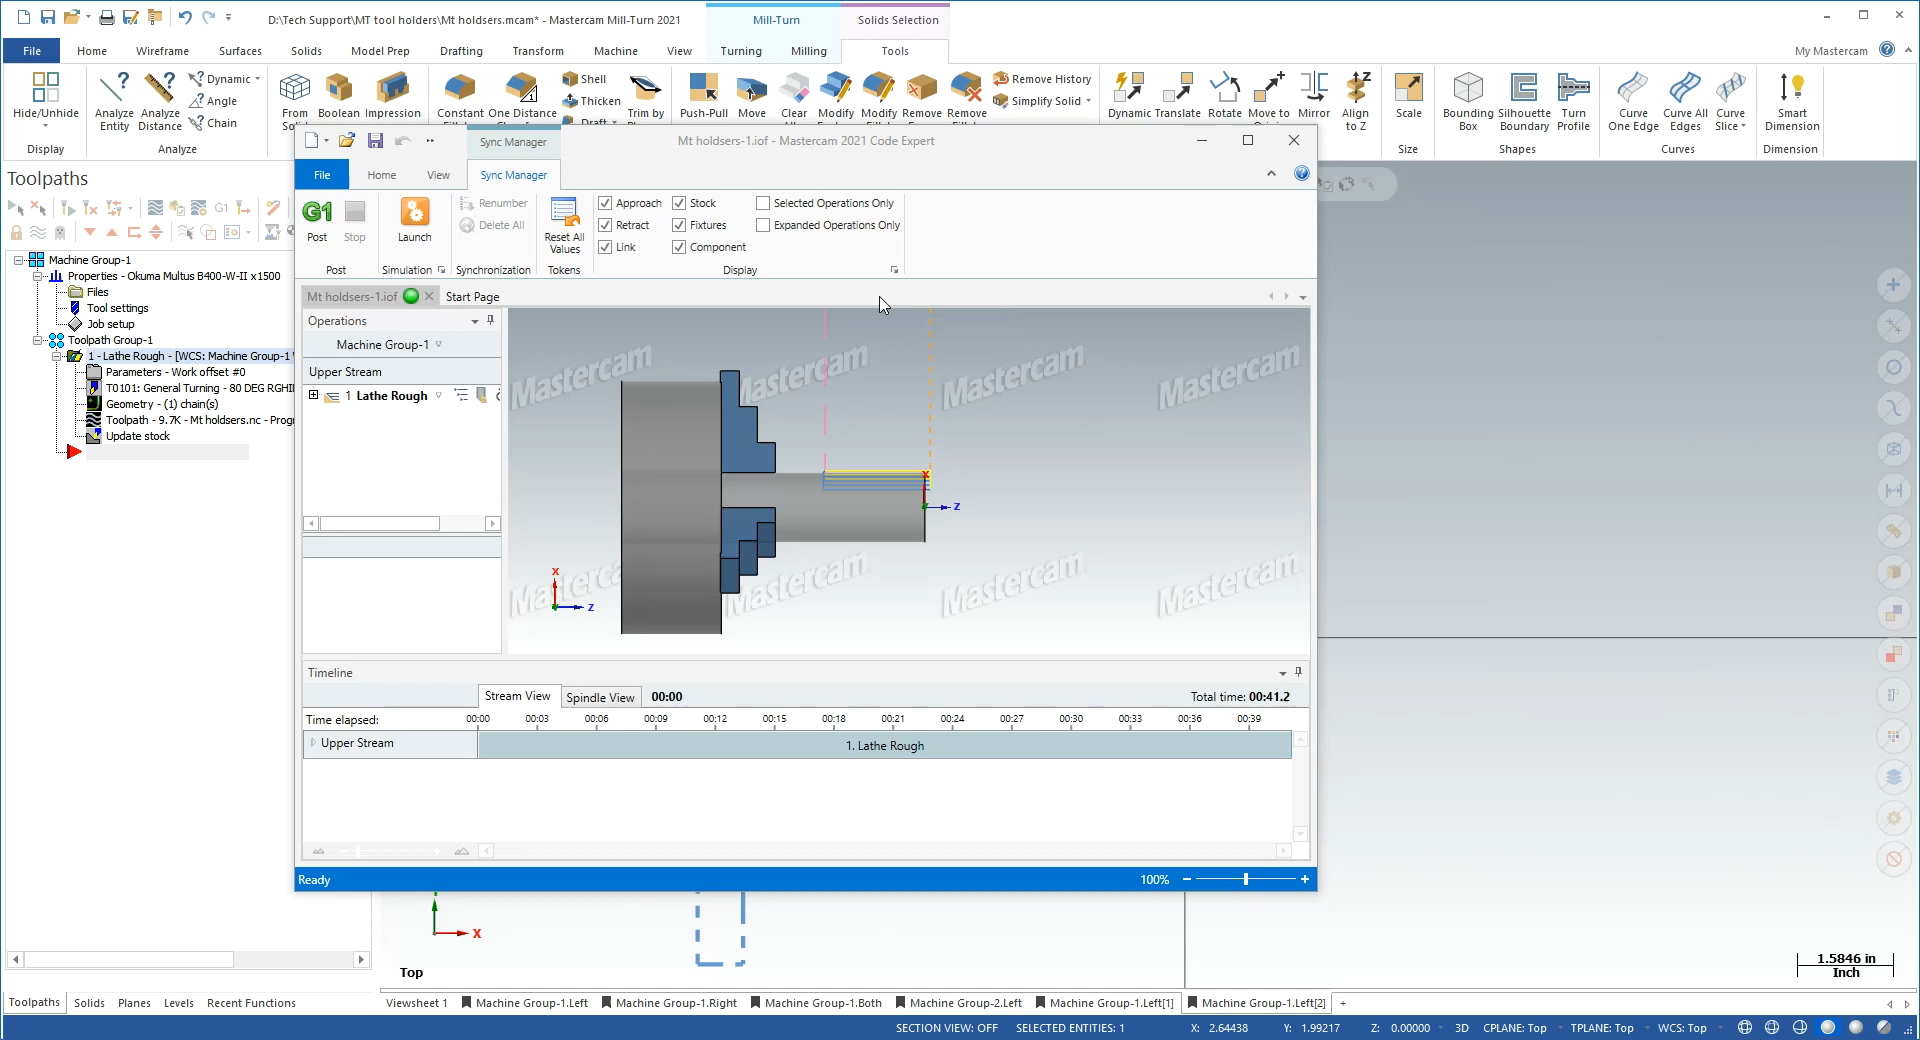 D:\Tech Support\MT tool holders\Mt holdsers.mcam* - Mastercam Mill-Turn 2021
Mill-Turn
Solids Selection
File
Home
Wireframe
Surfaces
Solids
Model Prep
Drafting
Transform
Machine
View
Turning
Milling
Tools
My Mastercam
Hide/Unhide
Analyze Entity
Analyze Distance
Dynamic
Angle
Chain
From
Boolean
Impression
Constant
One Distance
Shell
Thicken
Draft
Trim by
Push-Pull
Move
Clear
Modify
Modify
Remove
Remove
Remove History
Simplify Solid
Dynamic
Translate
Rotate
Move to
Mirror
Align to Z
Scale
Bounding Box
Silhouette Boundary
Turn Profile
Curve One Edge
Curve All Edges
Curve Slice
Smart Dimension
Display
Analyze
Size
Shapes
Curves
Dimension
Toolpaths
G1
Machine Group-1
Properties - Okuma Multus B400-W-II x1500
Files
Tool settings
Job setup
Toolpath Group-1
1 - Lathe Rough - [WCS: Machine Group-1
Parameters - Work offset #0
T0101: General Turning - 80 DEG RGHI
Geometry - (1) chain(s)
Toolpath - 9.7K - Mt holdsers.nc - Progr
Update stock
Sync Manager
Mt holdsers-1.iof - Mastercam 2021 Code Expert
File
Home
View
Sync Manager
G1
Post
Stop
Launch
Renumber
Delete All
Reset All Values
Approach
Retract
Link
Stock
Fixtures
Component
Selected Operations Only
Expanded Operations Only
Post
Simulation
Synchronization
Tokens
Display
Mt holdsers-1.iof
Start Page
Operations
Machine Group-1
Upper Stream
1 Lathe Rough
Mastercam
Mastercam
Mastercam
Mastercam
X
Z
X
Z
Mastercam
Mastercam
Mastercam
Mastercam
Timeline
Stream View
Spindle View
00:00
Total time: 00:41.2
Time elapsed:
00:00
00:03
00:06
00:09
00:12
00:15
00:18
00:21
00:24
00:27
00:30
00:33
00:36
00:39
Upper Stream
1. Lathe Rough
Ready
100%
X
Top
1.5846 in
Inch
Toolpaths
Solids
Planes
Levels
Recent Functions
Viewsheet 1
Machine Group-1.Left
Machine Group-1.Right
Machine Group-1.Both
Machine Group-2.Left
Machine Group-1.Left[1]
Machine Group-1.Left[2]
SECTION VIEW: OFF
SELECTED ENTITIES: 1
X: 2.64438
Y: 1.99217
Z: 0.00000
3D
CPLANE: Top
TPLANE: Top
WCS: Top